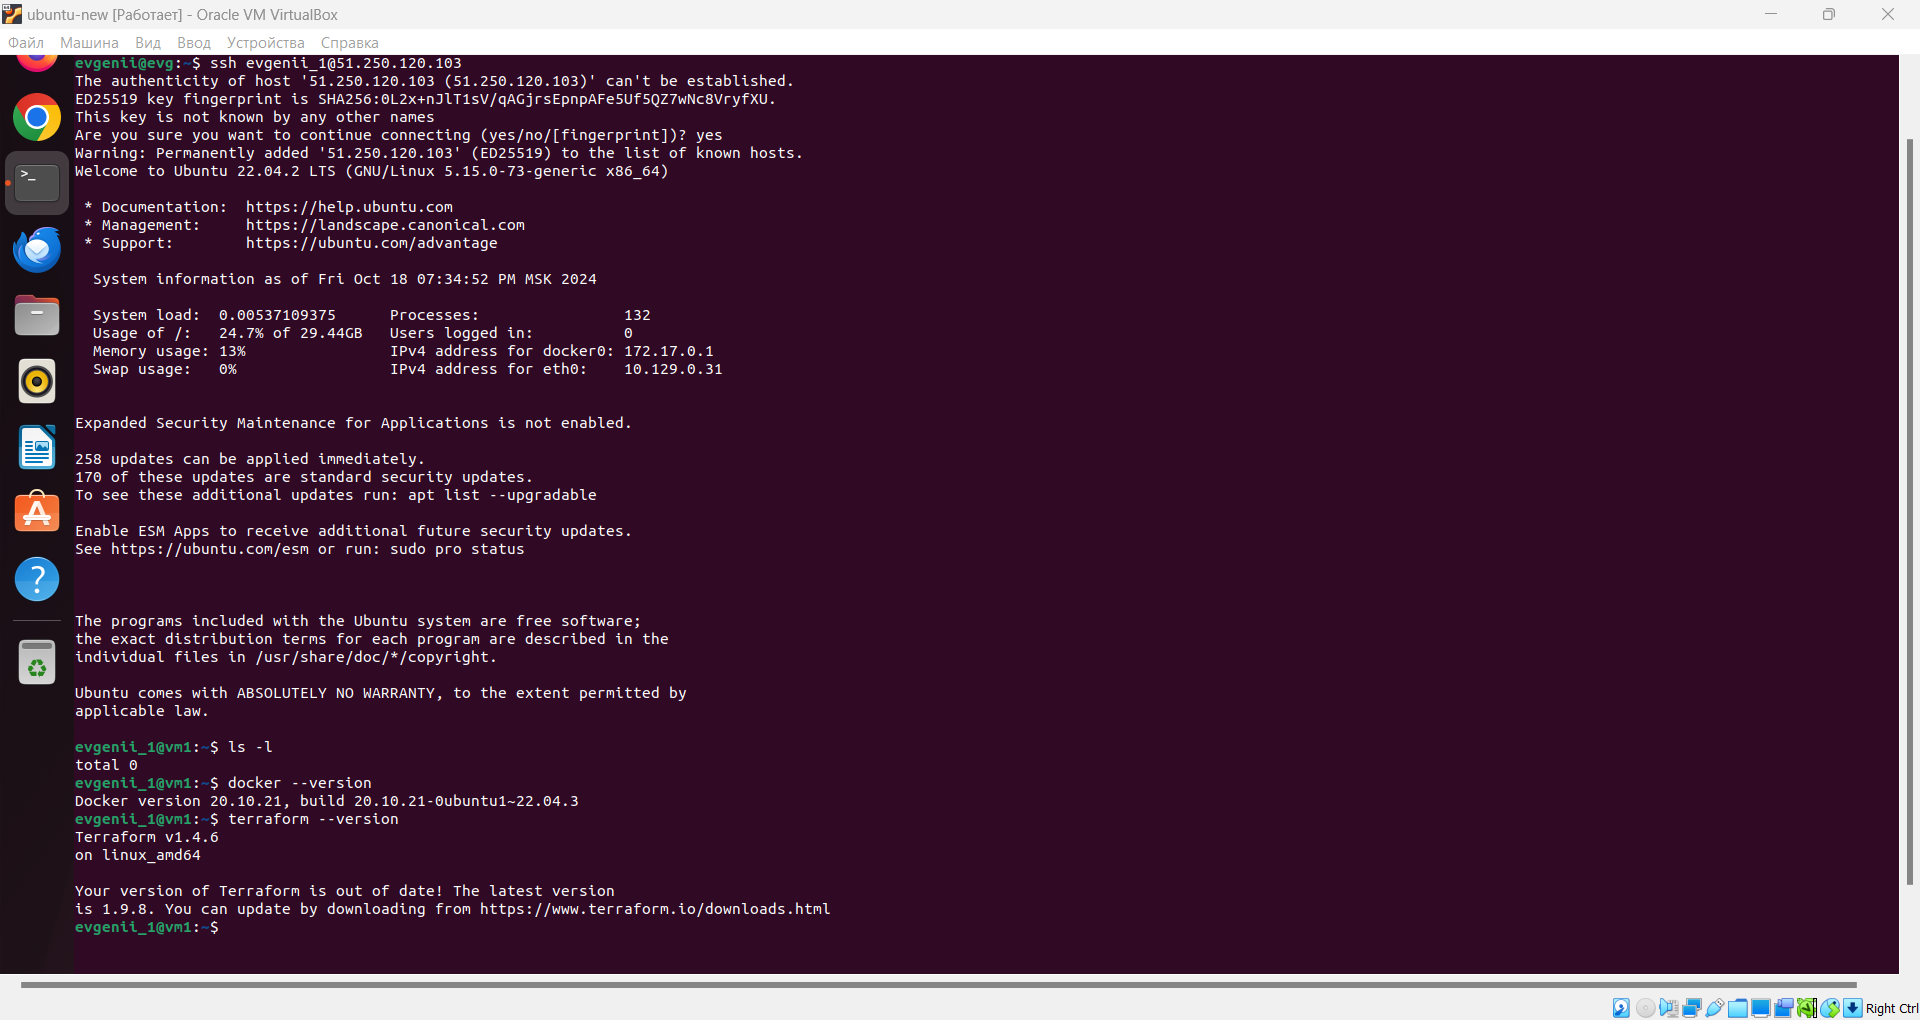 ubuntu-new [Работает] - Oracle VM VirtualBox
Файл Машина Вид Ввод Устройства Справка
evgenii@evg:~$ ssh evgenii_1@51.250.120.103
The authenticity of host '51.250.120.103 (51.250.120.103)' can't be established.
ED25519 key fingerprint is SHA256:0L2x+nJlT1sV/qAGjrsEpnpAFe5Uf5QZ7wNc8VryfXU.
This key is not known by any other names
Are you sure you want to continue connecting (yes/no/[fingerprint])? yes
Warning: Permanently added '51.250.120.103' (ED25519) to the list of known hosts.
Welcome to Ubuntu 22.04.2 LTS (GNU/Linux 5.15.0-73-generic x86_64)
* Documentation: https://help.ubuntu.com
* Management: https://landscape.canonical.com
* Support: https://ubuntu.com/advantage
System information as of Fri Oct 18 07:34:52 PM MSK 2024
System load: 0.00537109375 Processes: 132
Usage of /: 24.7% of 29.44GB Users logged in: 0
Memory usage: 13% IPv4 address for docker0: 172.17.0.1
Swap usage: 0% IPv4 address for eth0: 10.129.0.31
Expanded Security Maintenance for Applications is not enabled.
258 updates can be applied immediately.
170 of these updates are standard security updates.
To see these additional updates run: apt list --upgradable
Enable ESM Apps to receive additional future security updates.
See https://ubuntu.com/esm or run: sudo pro status
The programs included with the Ubuntu system are free software;
the exact distribution terms for each program are described in the
individual files in /usr/share/doc/*/copyright.
Ubuntu comes with ABSOLUTELY NO WARRANTY, to the extent permitted by
applicable law.
evgenii_1@vm1:~$ ls -l
total 0
evgenii_1@vm1:~$ docker --version
Docker version 20.10.21, build 20.10.21-0ubuntu1~22.04.3
evgenii_1@vm1:~$ terraform --version
Terraform v1.4.6
on linux_amd64
Your version of Terraform is out of date! The latest version
is 1.9.8. You can update by downloading from https://www.terraform.io/downloads.html
evgenii_1@vm1:~$
Right Ctrl